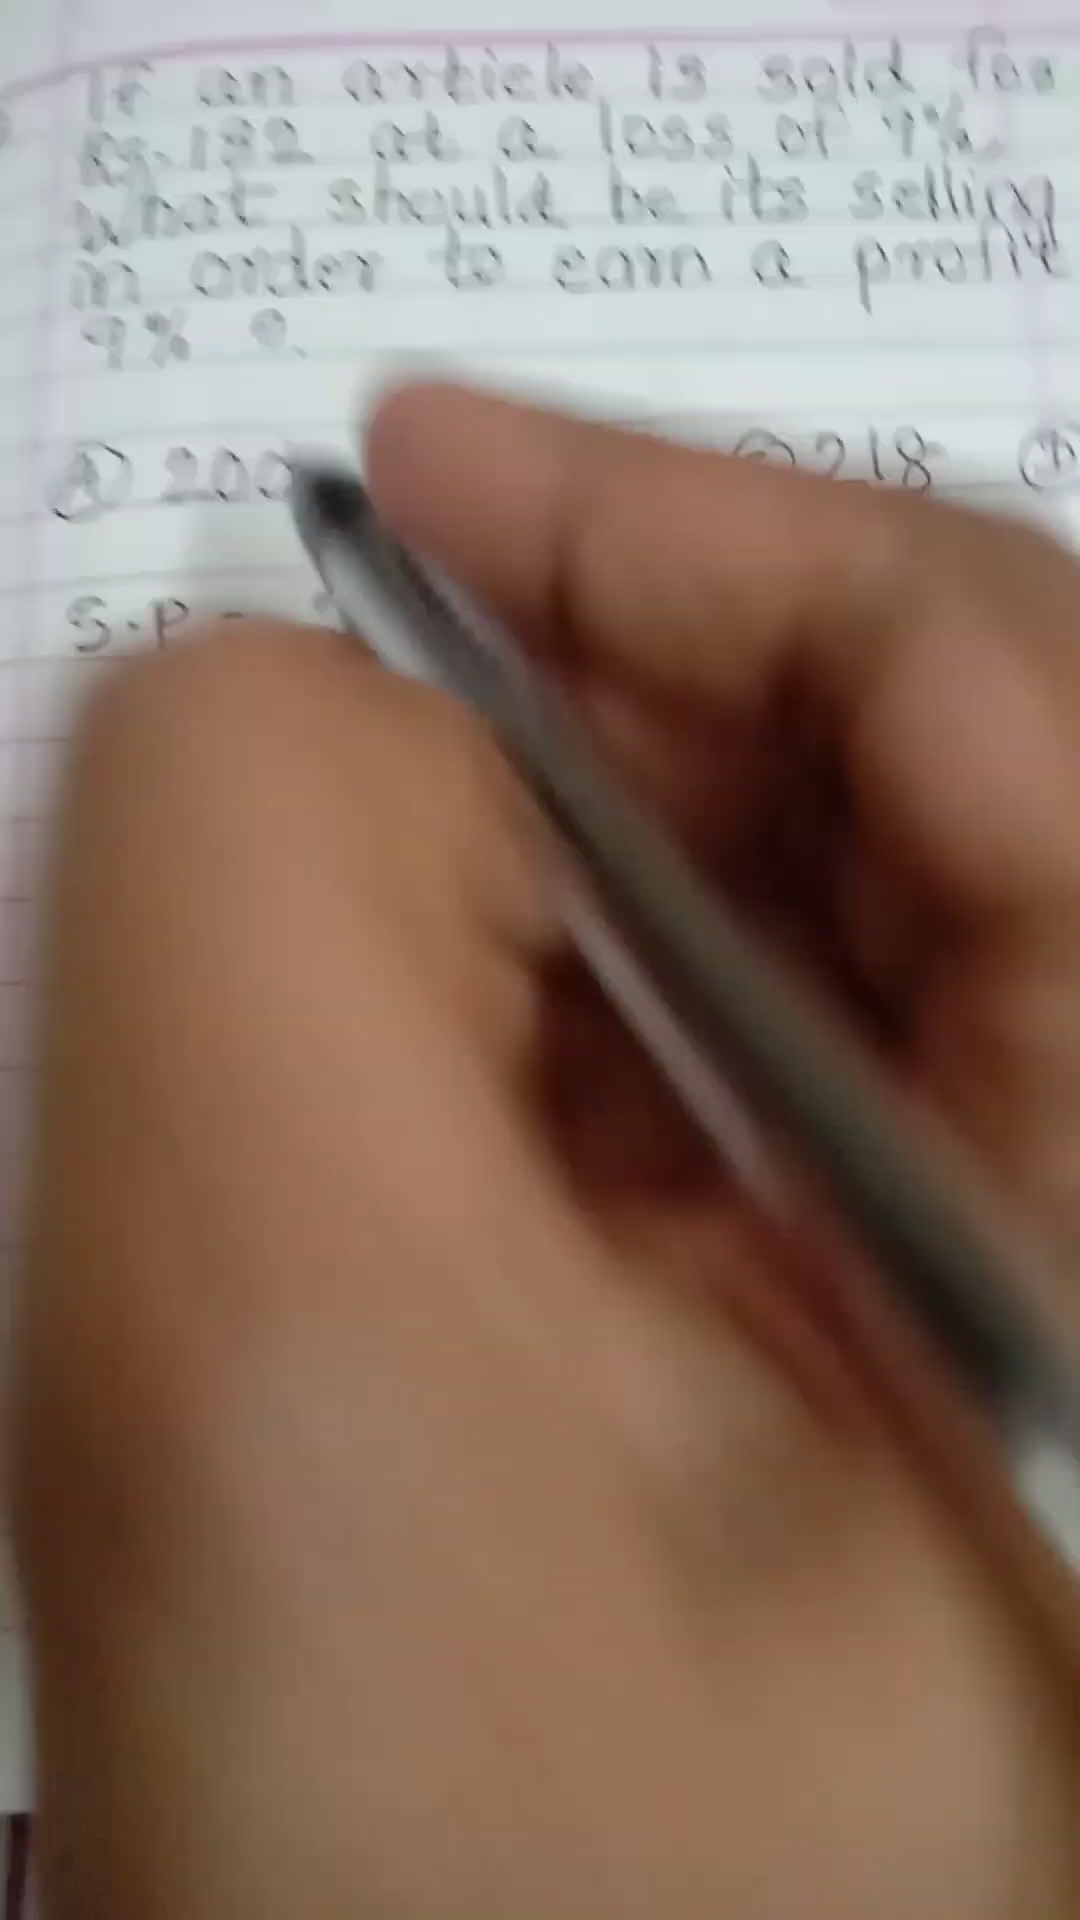 If an article is sold for
Rs.182 at a loss of 9%.
What should be its selling
in order to earn a profit
9% ?
(A) 200 218
S.P -